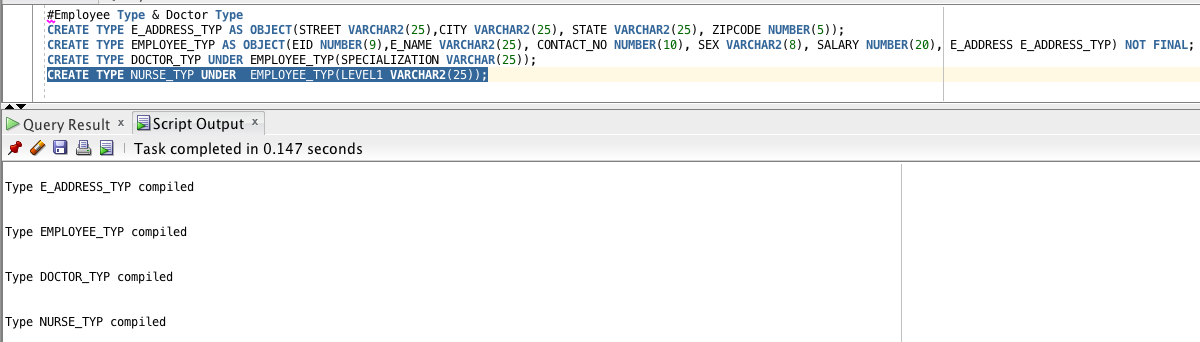 #Employee Type & Doctor Type
CREATE TYPE E_ADDRESS_TYP AS OBJECT(STREET VARCHAR2(25),CITY VARCHAR2(25), STATE VARCHAR2(25), ZIPCODE NUMBER(5));
CREATE TYPE EMPLOYEE_TYP AS OBJECT(EID NUMBER(9),E_NAME VARCHAR2(25), CONTACT_NO NUMBER(10), SEX VARCHAR2(8), SALARY NUMBER(20), E_ADDRESS E_ADDRESS_TYP) NOT FINAL;
CREATE TYPE DOCTOR_TYP UNDER EMPLOYEE_TYP(SPECIALIZATION VARCHAR(25));
CREATE TYPE NURSE_TYP UNDER  EMPLOYEE_TYP(LEVEL1 VARCHAR2(25));
Query Result x Script Output x
Task completed in 0.147 seconds
Type E_ADDRESS_TYP compiled
Type EMPLOYEE_TYP compiled
Type DOCTOR_TYP compiled
Type NURSE_TYP compiled